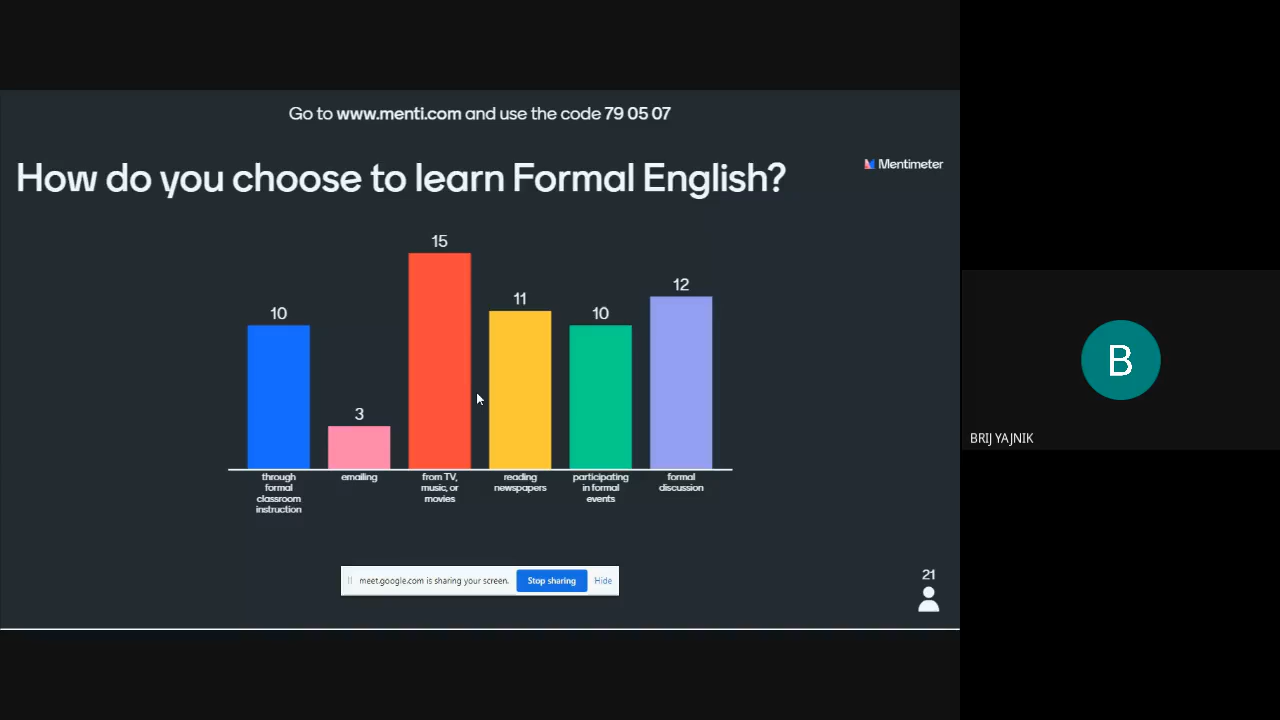 Go to www.menti.com and use the code 79 05 07
How do you choose to learn Formal English?
Mentimeter
10
3
15
11
10
12
through
formal
classroom
instruction
emailing
from TV,
music, or
movies
reading
newspapers
participating
in formal
events
formal
discussion
meet.google.com is sharing your screen.
Stop sharing
Hide
21
B
BRIJ YAJNIK